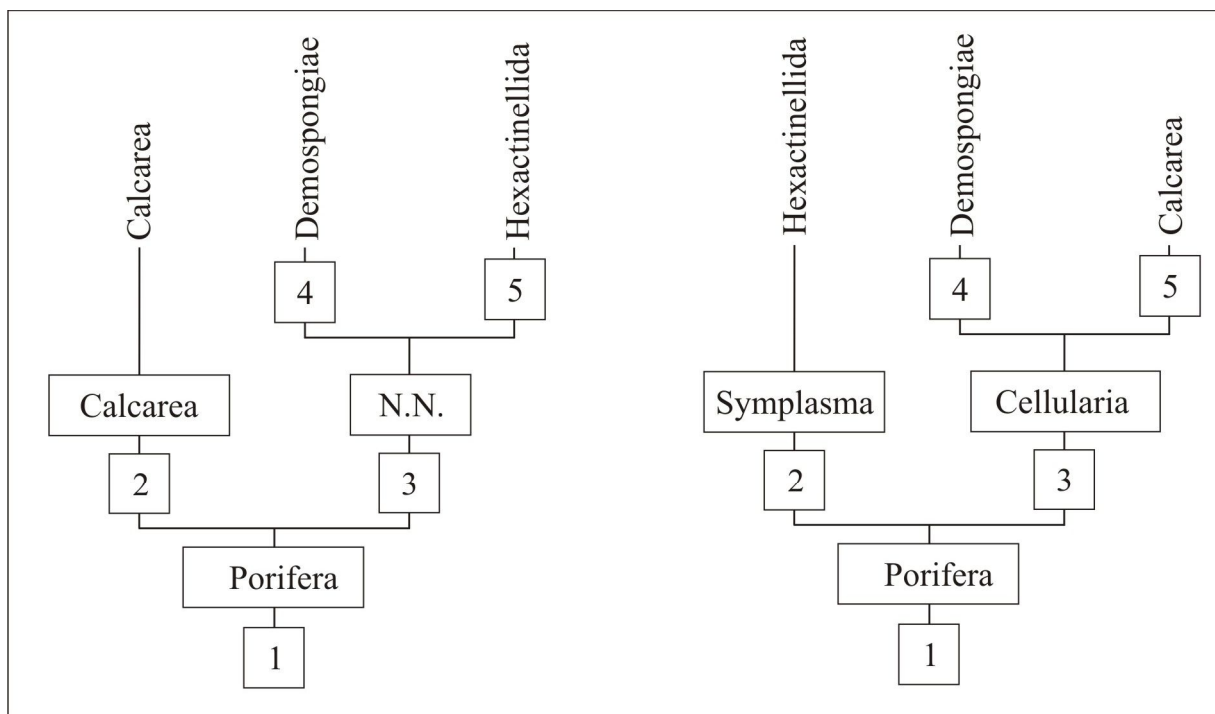 Calcarea
Demospongiae
Hexactinellida
4
5
Calcarea
N.N.
2
3
Porifera
1
Hexactinellida
Demospongiae
Calcarea
4
5
Symplasma
Cellularia
2
3
Porifera
1